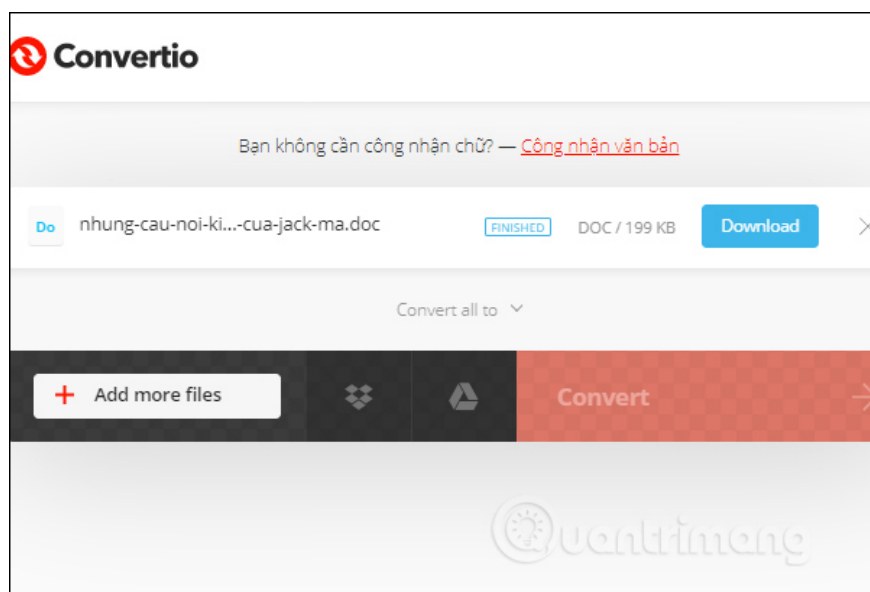 Convertio
Bạn không cần công nhận chữ? — Công nhận văn bản
Do nhung-cau-noi-ki...-cua-jack-ma.doc FINISHED DOC / 199 KB Download
Convert all to
Add more files Convert
Quantrimang